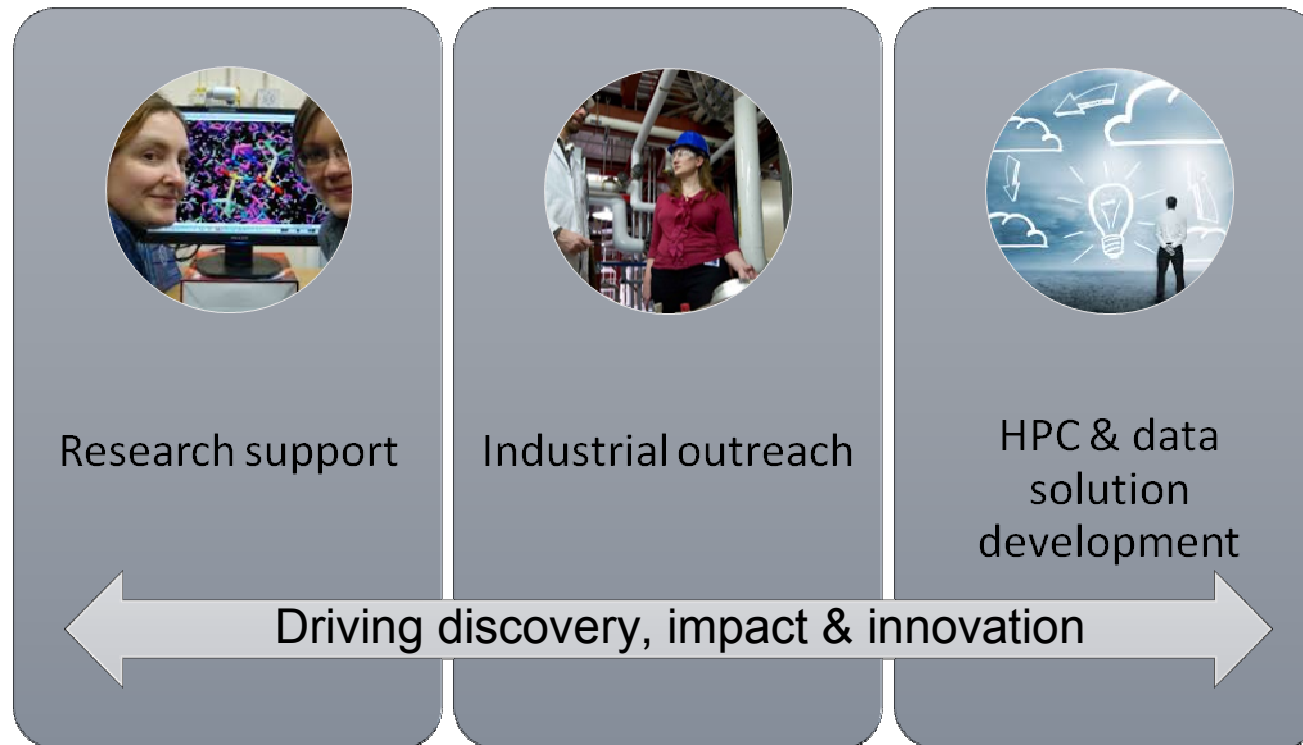 Research support
Industrial outreach
HPC & data
solution
development
Driving discovery, impact & innovation